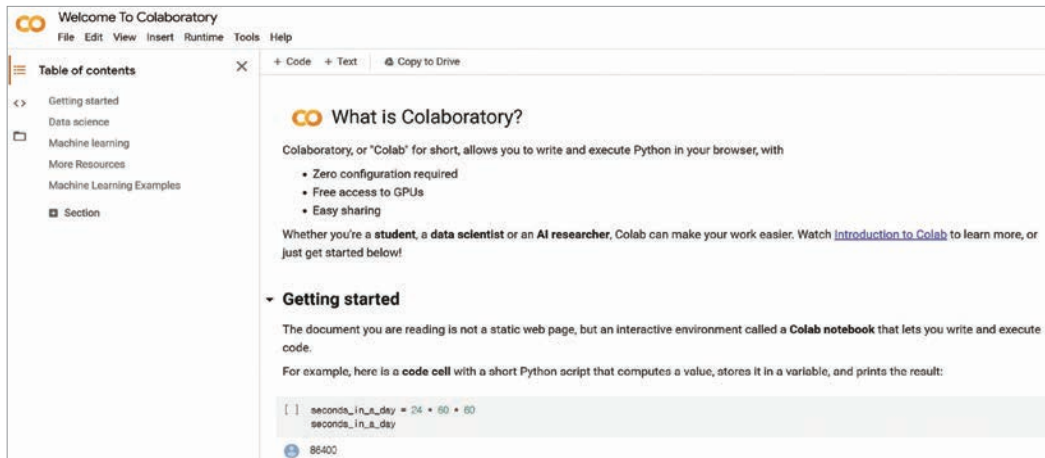 Welcome To Colaboratory
File Edit View Insert Runtime Tools Help
Table of contents
Getting started
Data science
Machine learning
More Resources
Machine Learning Examples
Section
+ Code + Text Copy to Drive
CO What is Colaboratory?
Colaboratory, or "Colab" for short, allows you to write and execute Python in your browser, with
• Zero configuration required
• Free access to GPUs
• Easy sharing
Whether you're a student, a data scientist or an AI researcher, Colab can make your work easier. Watch Introduction to Colab to learn more, or
just get started below!
Getting started
The document you are reading is not a static web page, but an interactive environment called a Colab notebook that lets you write and execute
code.
For example, here is a code cell with a short Python script that computes a value, stores it in a variable, and prints the result:
[ ] seconds_in_a_day = 24 * 60 * 60
seconds_in_a_day
86400